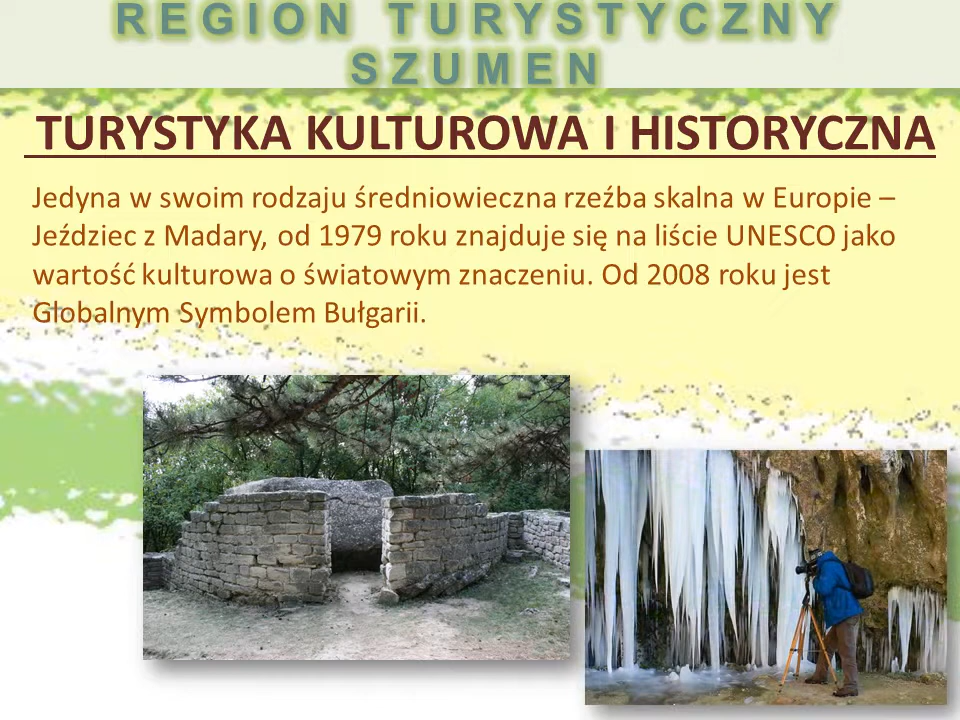 REGION TURYSTYCZNY
SZUMEN
TURYSTYKA KULTUROWA I HISTORYCZNA
Jedyna w swoim rodzaju średniowieczna rzeźba skalna w Europie –
Jeździec z Madary, od 1979 roku znajduje się na liście UNESCO jako
wartość kulturowa o światowym znaczeniu. Od 2008 roku jest
Globalnym Symbolem Bułgarii.